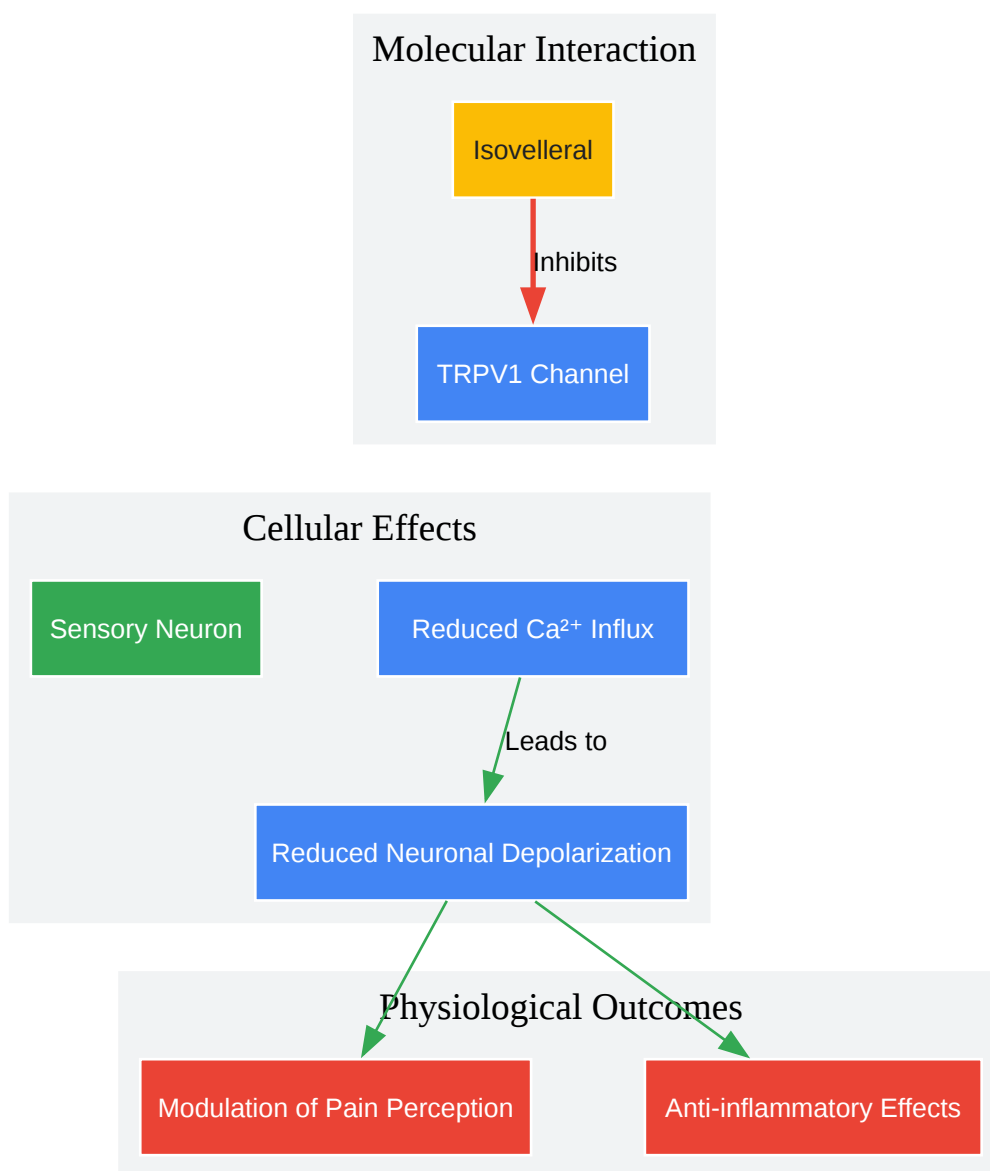 Molecular Interaction
Isovelleral
Inhibits
TRPV1 Channel
Cellular Effects
Sensory Neuron
Reduced Ca²⁺ Influx
Leads to
Reduced Neuronal Depolarization
Physiological Outcomes
Modulation of Pain Perception
Anti-inflammatory Effects